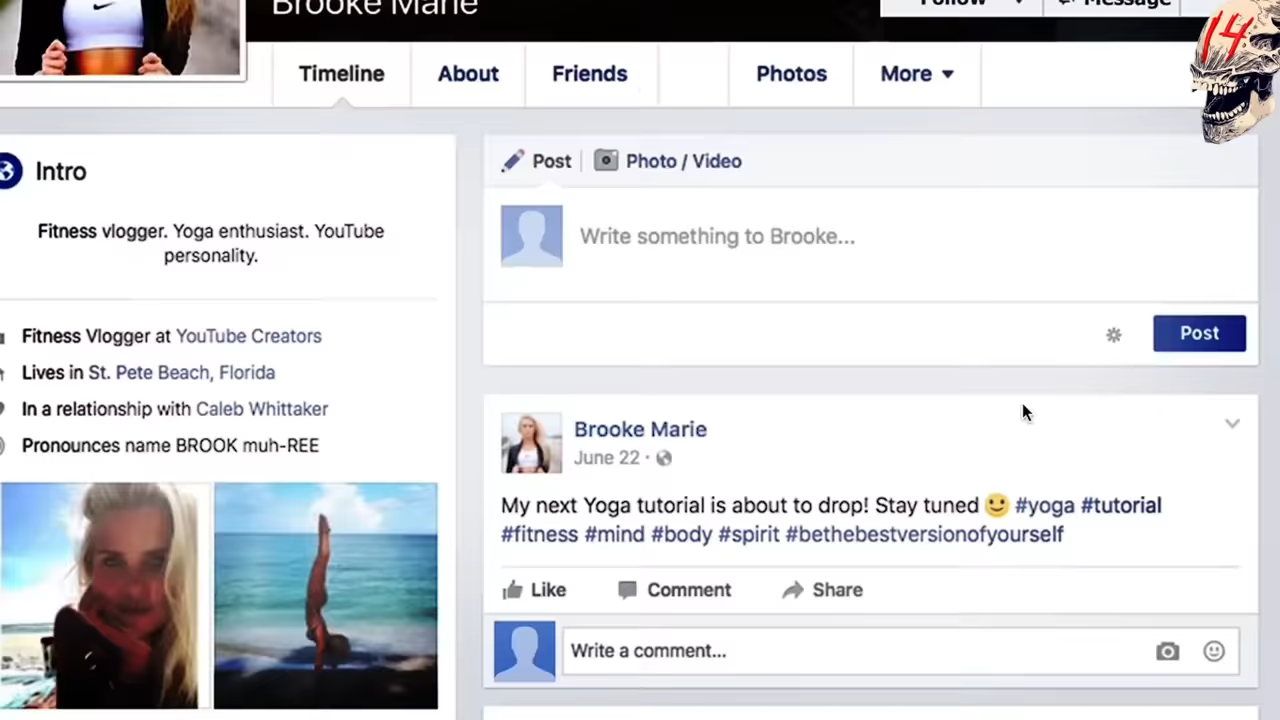 Brooke Marie
Follow
Message
14
Timeline
About
Friends
Photos
More
Intro
Post
Photo / Video
Fitness vlogger. Yoga enthusiast. YouTube
personality.
Write something to Brooke...
Fitness Vlogger at YouTube Creators
Post
Lives in St. Pete Beach, Florida
In a relationship with Caleb Whittaker
Pronounces name BROOK muh-REE
Brooke Marie
June 22 ·
My next Yoga tutorial is about to drop! Stay tuned 🙂 #yoga #tutorial
#fitness #mind #body #spirit #bethebestversionofyourself
Like
Comment
Share
Write a comment...